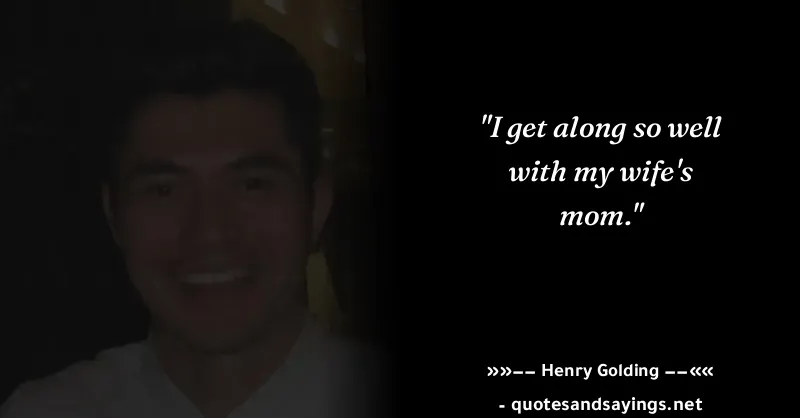 "I get along so well
with my wife's
mom."
»»−− Henry Golding −−««
- quotesandsayings.net